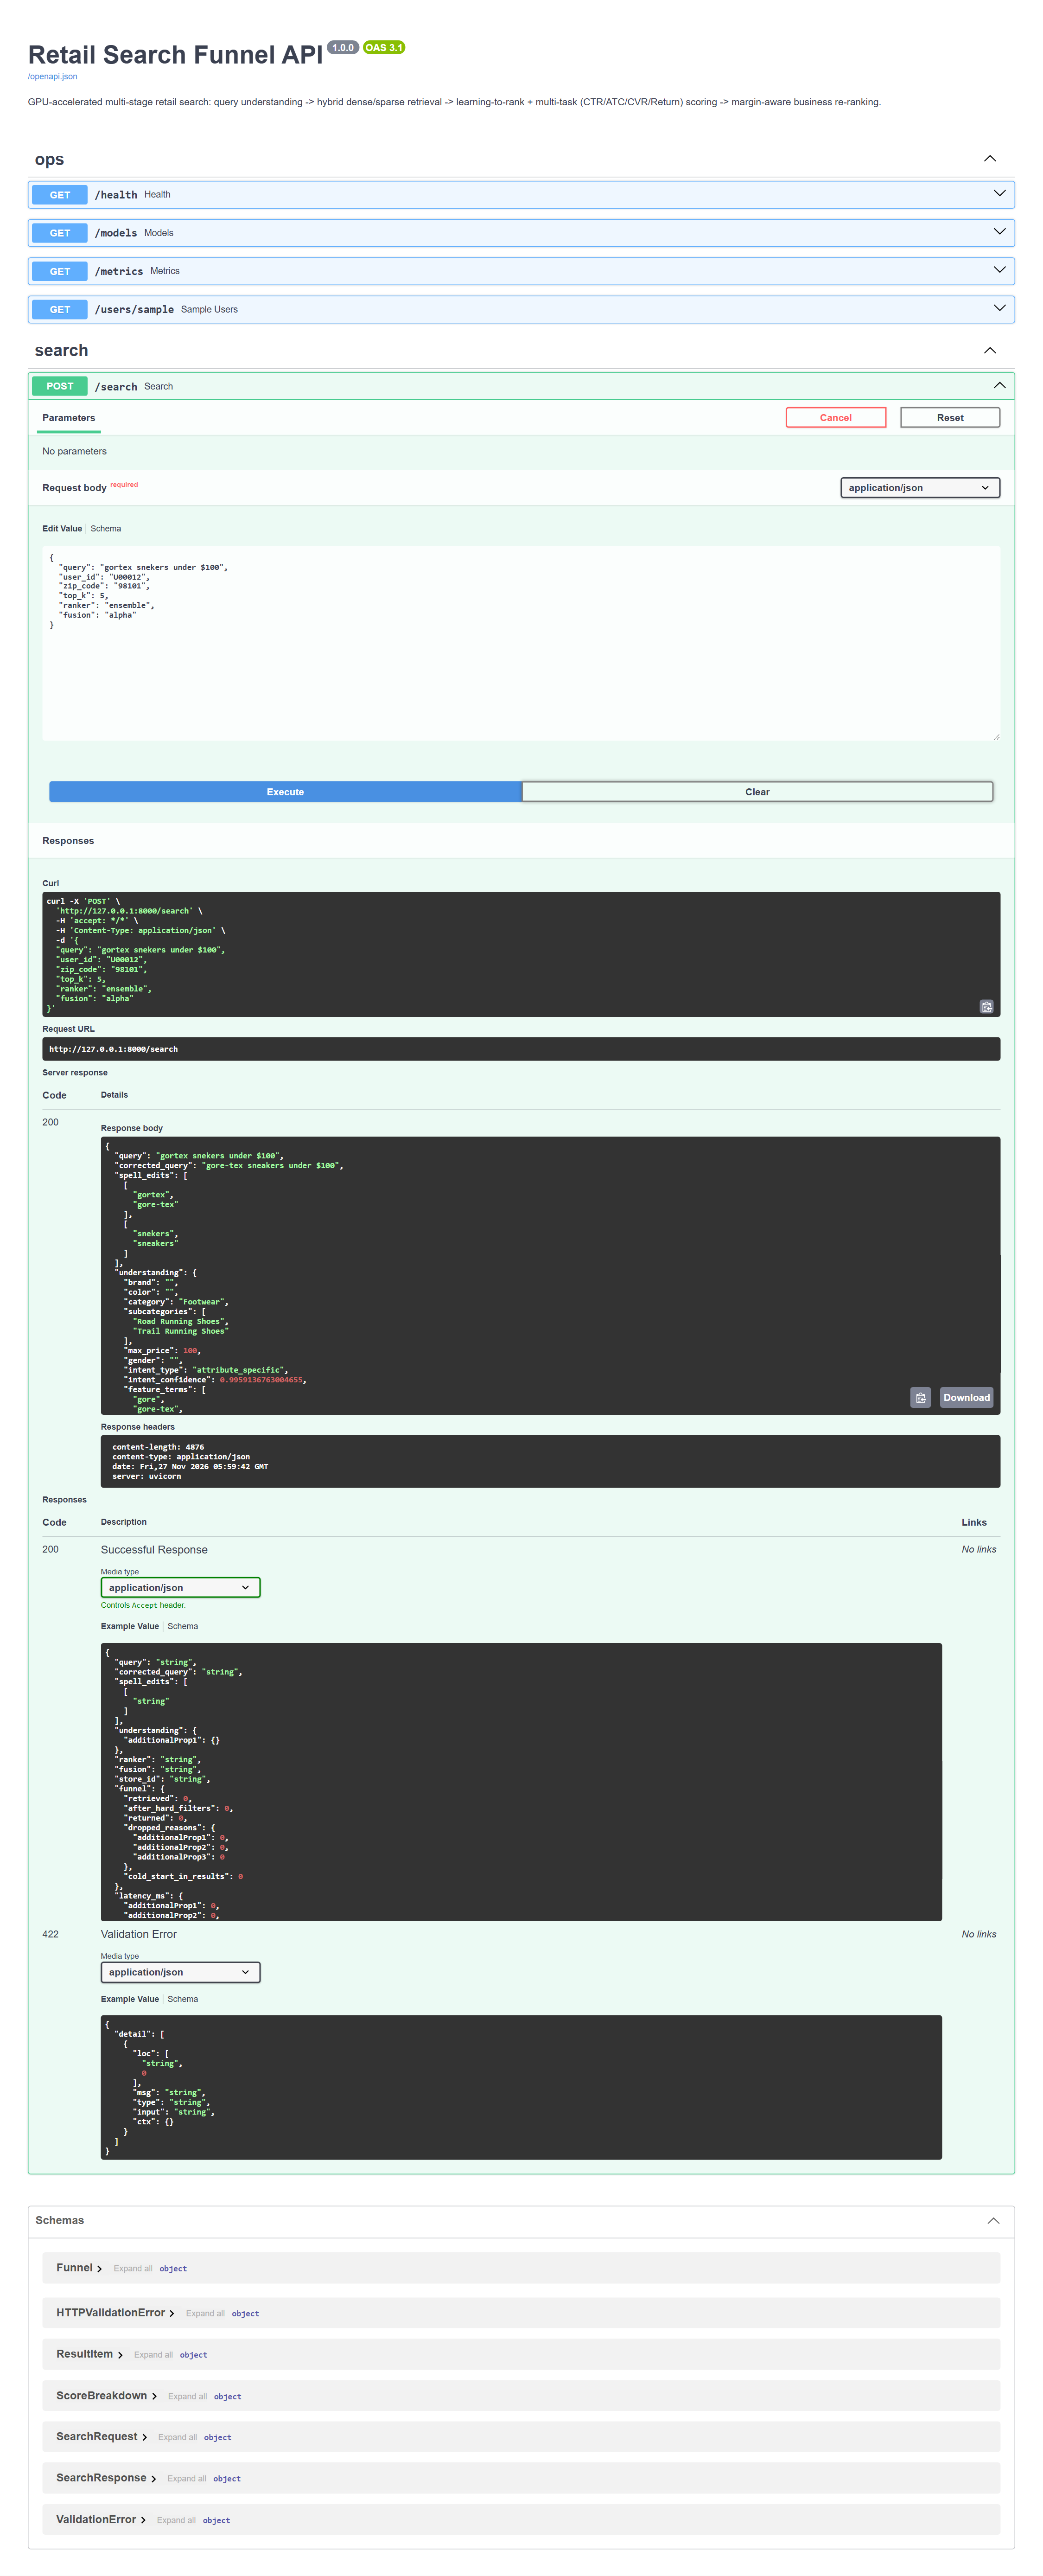 Retail Search Funnel API 1.0.0 OAS 3.1
/openapi.json
GPU-accelerated multi-stage retail search: query understanding -> hybrid dense/sparse retrieval -> learning-to-rank + multi-task (CTR/ATC/CVR/Return) scoring -> margin-aware business re-ranking.
ops
GET /health Health
GET /models Models
GET /metrics Metrics
GET /users/sample Sample Users
search
POST /search Search
Parameters Cancel Reset
No parameters
Request body required application/json
Edit Value Schema
{
  "query": "gortex snekers under $100",
  "user_id": "U00012",
  "zip_code": "98101",
  "top_k": 5,
  "ranker": "ensemble",
  "fusion": "alpha"
}
Execute Clear
Responses
Curl
curl -X 'POST' \
  'http://127.0.0.1:8000/search' \
  -H 'accept: */*' \
  -H 'Content-Type: application/json' \
  -d '{
  "query": "gortex snekers under $100",
  "user_id": "U00012",
  "zip_code": "98101",
  "top_k": 5,
  "ranker": "ensemble",
  "fusion": "alpha"
}'
Request URL
http://127.0.0.1:8000/search
Server response
Code Details
200
Response body
{
  "query": "gortex snekers under $100",
  "corrected_query": "gore-tex sneakers under $100",
  "spell_edits": [
    [
      "gortex",
      "gore-tex"
    ],
    [
      "snekers",
      "sneakers"
    ]
  ],
  "understanding": {
    "brand": "",
    "color": "",
    "category": "Footwear",
    "subcategories": [
      "Road Running Shoes",
      "Trail Running Shoes"
    ],
    "max_price": 100,
    "gender": "",
    "intent_type": "attribute_specific",
    "intent_confidence": 0.9959136763004655,
    "feature_terms": [
      "gore",
      "gore-tex",
Download
Response headers
content-length: 4876
content-type: application/json
date: Fri,27 Nov 2026 05:59:42 GMT
server: uvicorn
Responses
Code Description Links
200 Successful Response No links
Media type
application/json
Controls Accept header.
Example Value Schema
{
  "query": "string",
  "corrected_query": "string",
  "spell_edits": [
    [
      "string"
    ]
  ],
  "understanding": {
    "additionalProp1": {}
  },
  "ranker": "string",
  "fusion": "string",
  "store_id": "string",
  "funnel": {
    "retrieved": 0,
    "after_hard_filters": 0,
    "returned": 0,
    "dropped_reasons": {
      "additionalProp1": 0,
      "additionalProp2": 0,
      "additionalProp3": 0
    },
    "cold_start_in_results": 0
  },
  "latency_ms": {
    "additionalProp1": 0,
    "additionalProp2": 0,
422 Validation Error No links
Media type
application/json
Example Value Schema
{
  "detail": [
    {
      "loc": [
        "string",
        0
      ],
      "msg": "string",
      "type": "string",
      "input": "string",
      "ctx": {}
    }
  ]
}
Schemas
Funnel Expand all object
HTTPValidationError Expand all object
ResultItem Expand all object
ScoreBreakdown Expand all object
SearchRequest Expand all object
SearchResponse Expand all object
ValidationError Expand all object